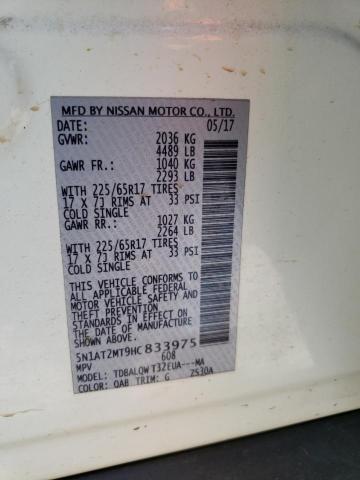 MFD BY NISSAN MOTOR CO., LTD.
DATE: 05/17
GVWR: 2036 KG
4489 LB
GAWR FR.: 1040 KG
2293 LB
WITH 225/65R17 TIRES
17 X 7J RIMS AT 33 PSI
COLD SINGLE
GAWR RR.: 1027 KG
2264 LB
WITH 225/65R17 TIRES
17 X 7J RIMS AT 33 PSI
COLD SINGLE
THIS VEHICLE CONFORMS TO
ALL APPLICABLE FEDERAL
MOTOR VEHICLE SAFETY AND
THEFT PREVENTION
STANDARDS IN EFFECT ON
THE DATE OF MANUFACTURE
SHOWN ABOVE.
5N1AT2MT9HC833975
MPV 608
MODEL: TDBALQW T32EUA---MA
COLOR: QAB TRIM: G ZS30A